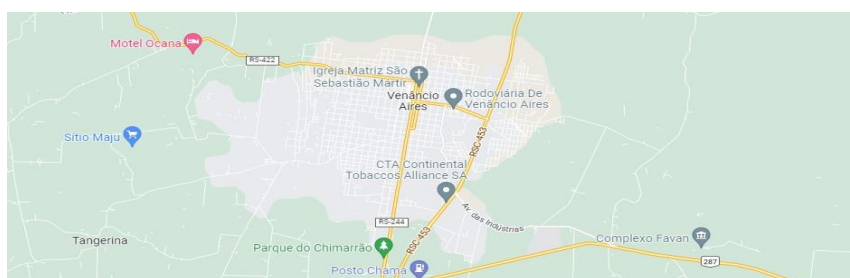 Motel Ocana
RS-422
Igreja Matriz São
Sebastião Mártir
Venâncio
Aires
Rodoviária De
Venâncio Aires
RSC-453
Sítio Maju
CTA Continental
Tobaccos Alliance SA
Av. das Indústrias
RS-244
Tangerina
Parque do Chimarrão
RSC-453
Complexo Favan
287
Posto Chama